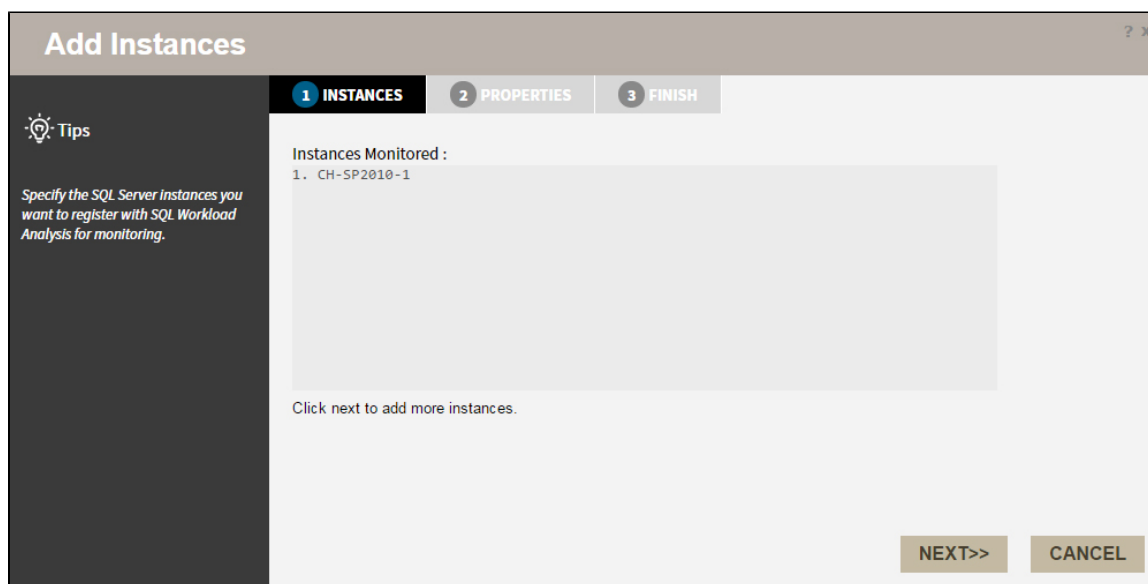 Add Instances
? x
1 INSTANCES
2 PROPERTIES
3 FINISH
Tips
Specify the SQL Server instances you
want to register with SQL Workload
Analysis for monitoring.
Instances Monitored :
1. CH-SP2010-1
Click next to add more instances.
NEXT>>
CANCEL